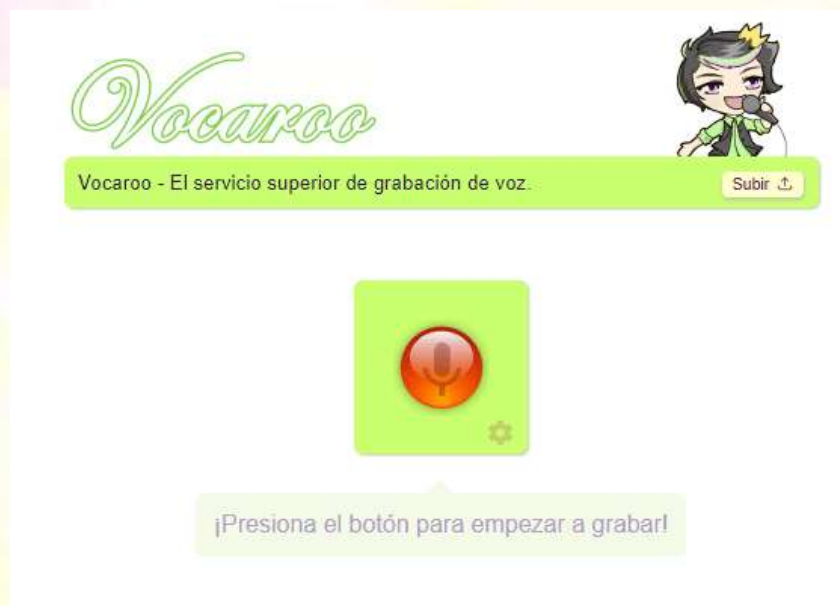 Vocaroo
Vocaroo - El servicio superior de grabación de voz.
Subir
¡Presiona el botón para empezar a grabar!